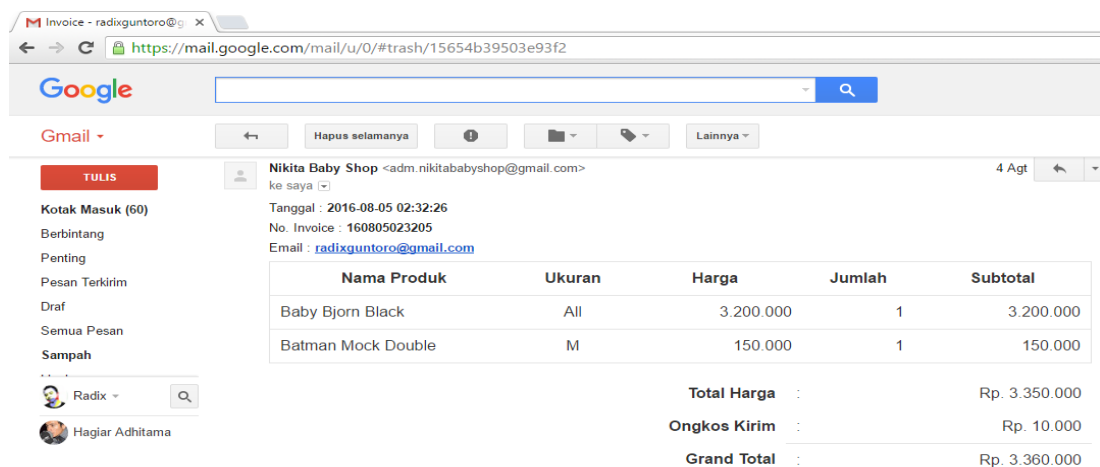 Invoice - radixguntoro@g
https://mail.google.com/mail/u/0/#trash/15654b39503e93f2
Google
Gmail
Hapus selamanya
Lainnya
TULIS
Kotak Masuk (60)
Berbintang
Penting
Pesan Terkirim
Draf
Semua Pesan
Sampah
Radix
Hagiar Adhitama
Nikita Baby Shop <adm.nikitababyshop@gmail.com>
4 Agt
ke saya
Tanggal : 2016-08-05 02:32:26
No. Invoice : 160805023205
Email : radixguntoro@gmail.com
Nama Produk Ukuran Harga Jumlah Subtotal
Baby Bjorn Black All 3.200.000 1 3.200.000
Batman Mock Double M 150.000 1 150.000
Total Harga : Rp. 3.350.000
Ongkos Kirim : Rp. 10.000
Grand Total : Rp. 3.360.000